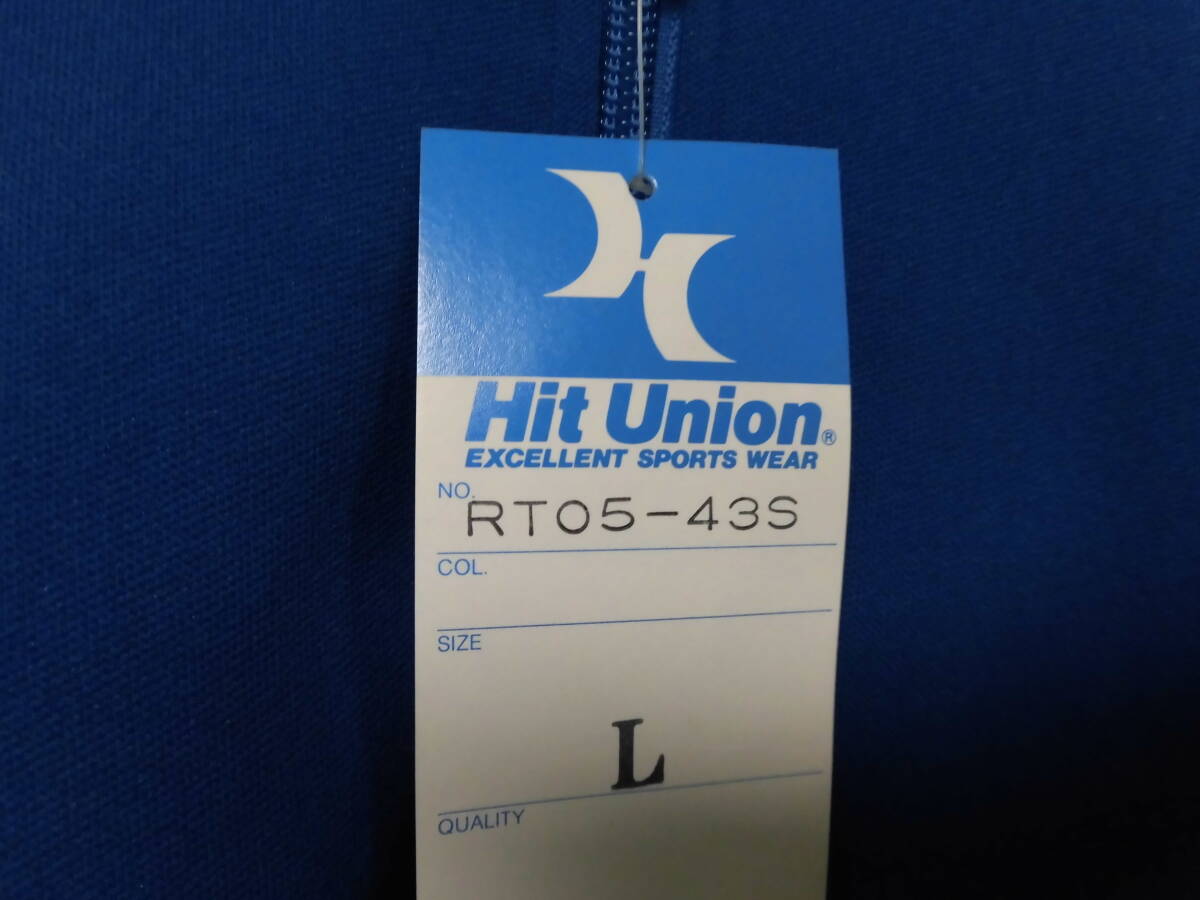 Hit Union®
EXCELLENT SPORTS WEAR
NO. RT05-43S
COL.
SIZE
L
QUALITY